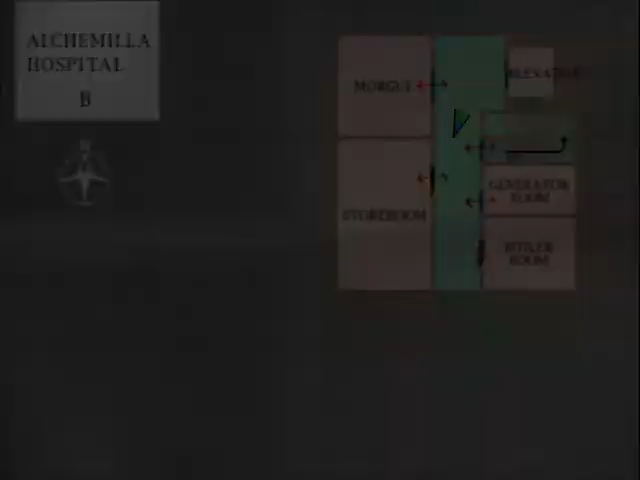 ALCHEMILLA
HOSPITAL
B
N
MORGUE
ELEVATOR
GENERATOR
ROOM
STOREROOM
BOILER
ROOM